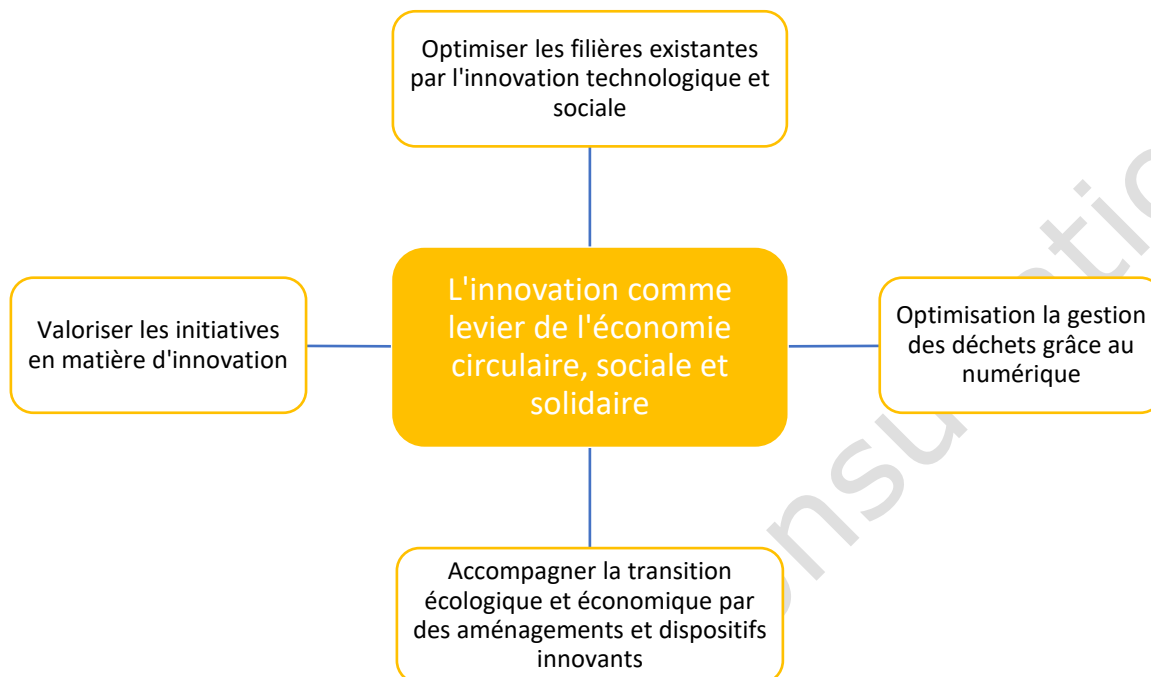 Optimiser les filières existantes
par l'innovation technologique et
sociale
Valoriser les initiatives
en matière d'innovation
L'innovation comme
levier de l'économie
circulaire, sociale et
solidaire
Optimisation la gestion
des déchets grâce au
numérique
Accompagner la transition
écologique et économique par
des aménagements et dispositifs
innovants